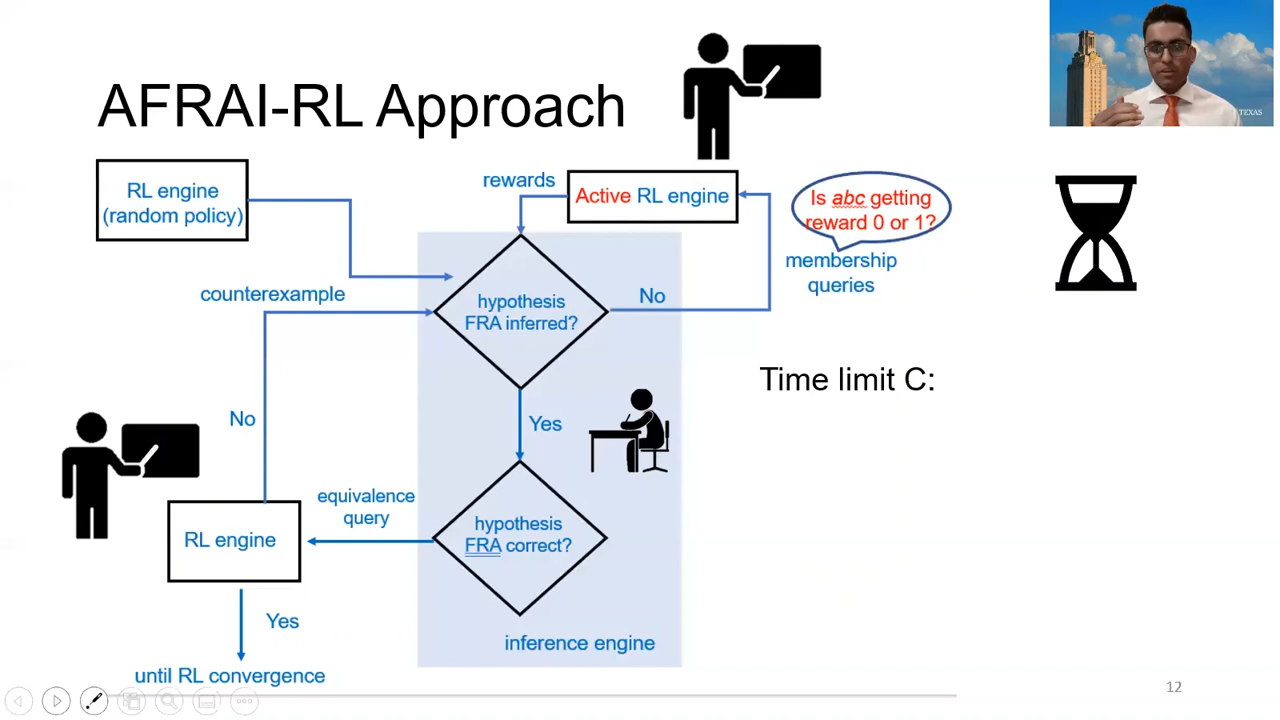 AFRAI-RL Approach
TEXAS
RL engine
(random policy)
rewards
Active RL engine
Is abc getting
reward 0 or 1?
membership
queries
counterexample
hypothesis
FRA inferred?
No
Time limit C:
No
Yes
equivalence
query
RL engine
hypothesis
FRA correct?
Yes
inference engine
until RL convergence
12